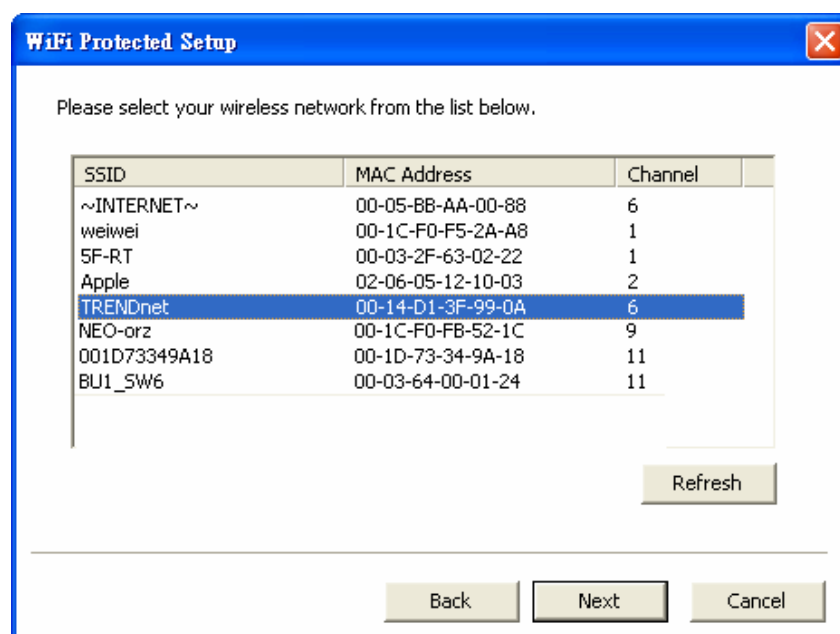 WiFi Protected Setup
Please select your wireless network from the list below.
SSID MAC Address Channel
~INTERNET~ 00-05-BB-AA-00-88 6
weiwei 00-1C-F0-F5-2A-A8 1
5F-RT 00-03-2F-63-02-22 1
Apple 02-06-05-12-10-03 2
TRENDnet 00-14-D1-3F-99-0A 6
NEO-orz 00-1C-F0-FB-52-1C 9
001D73349A18 00-1D-73-34-9A-18 11
BU1_SW6 00-03-64-00-01-24 11
Refresh
Back Next Cancel